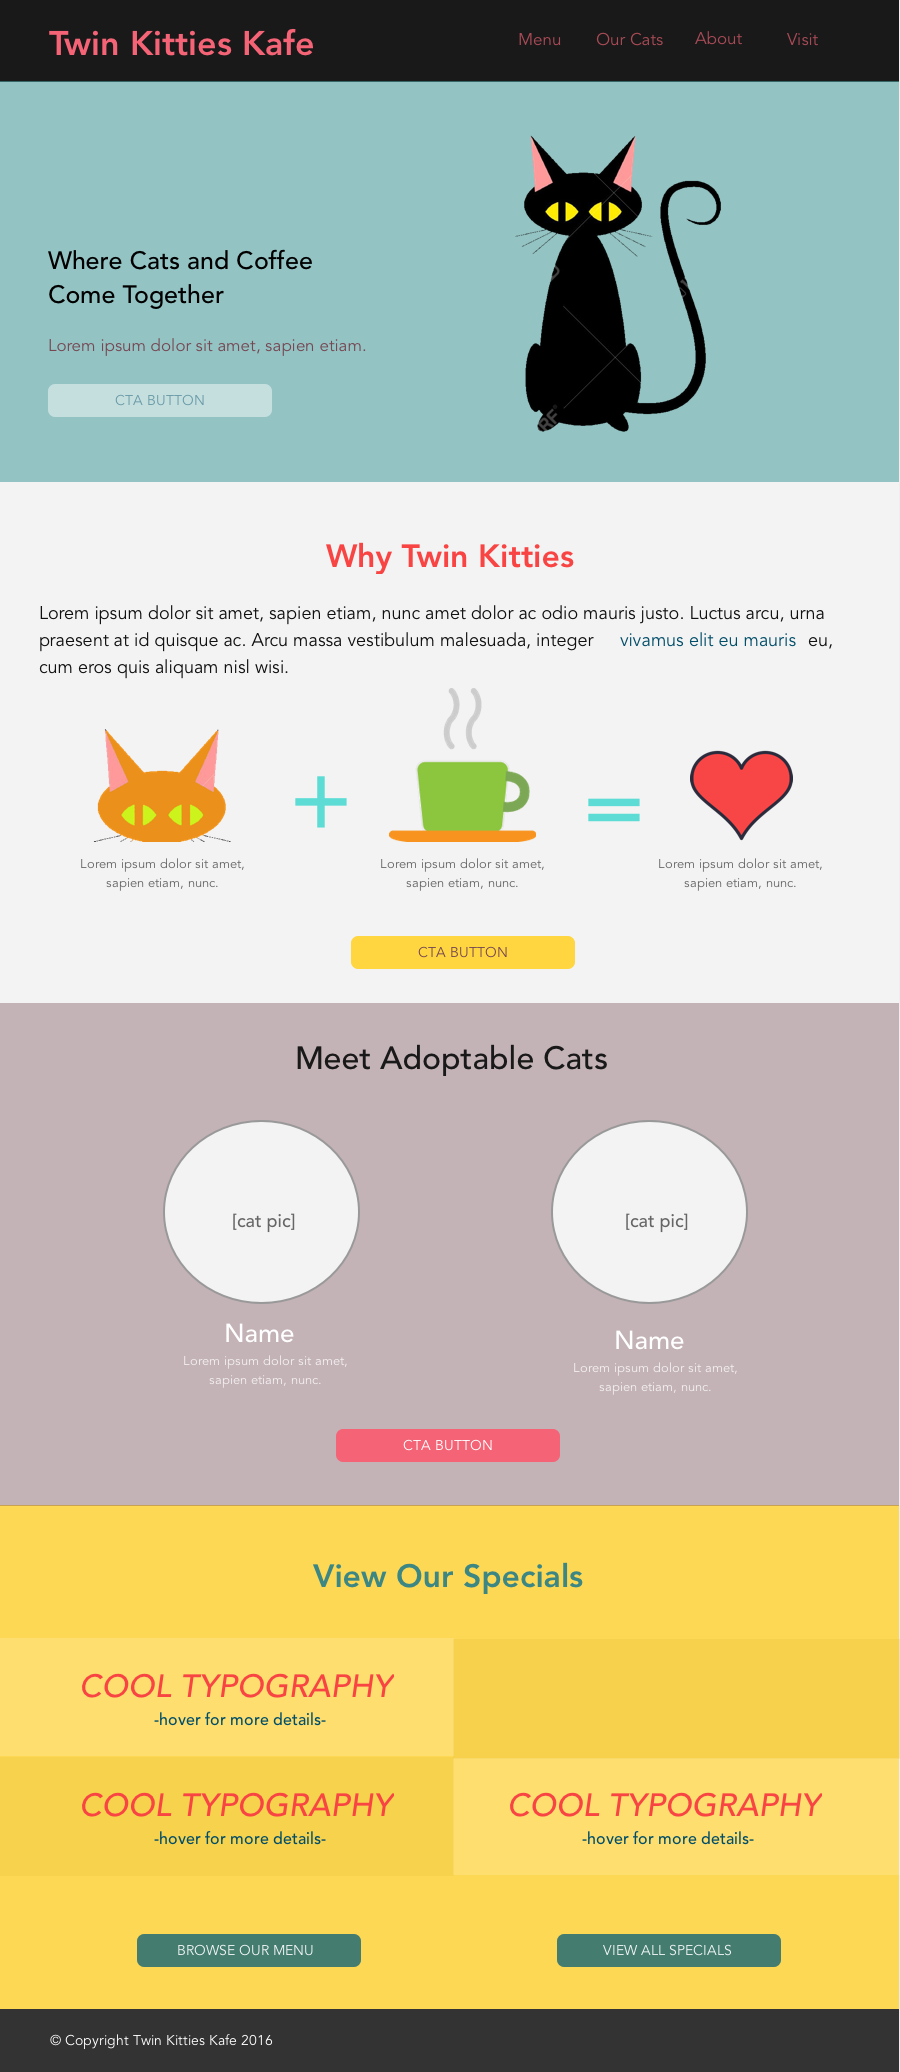 Twin Kitties Kafe
Menu Our Cats About Visit
Where Cats and Coffee
Come Together
Lorem ipsum dolor sit amet, sapien etiam.
CTA BUTTON
RF
Why Twin Kitties
Lorem ipsum dolor sit amet, sapien etiam, nunc amet dolor ac odio mauris justo. Luctus arcu, urna
praesent at id quisque ac. Arcu massa vestibulum malesuada, integer vivamus elit eu mauris eu,
cum eros quis aliquam nisl wisi.
Lorem ipsum dolor sit amet,
sapien etiam, nunc.
Lorem ipsum dolor sit amet,
sapien etiam, nunc.
Lorem ipsum dolor sit amet,
sapien etiam, nunc.
CTA BUTTON
Meet Adoptable Cats
[cat pic]
Name
Lorem ipsum dolor sit amet,
sapien etiam, nunc.
[cat pic]
Name
Lorem ipsum dolor sit amet,
sapien etiam, nunc.
CTA BUTTON
View Our Specials
COOL TYPOGRAPHY
-hover for more details-
COOL TYPOGRAPHY
-hover for more details-
COOL TYPOGRAPHY
-hover for more details-
BROWSE OUR MENU
VIEW ALL SPECIALS
© Copyright Twin Kitties Kafe 2016